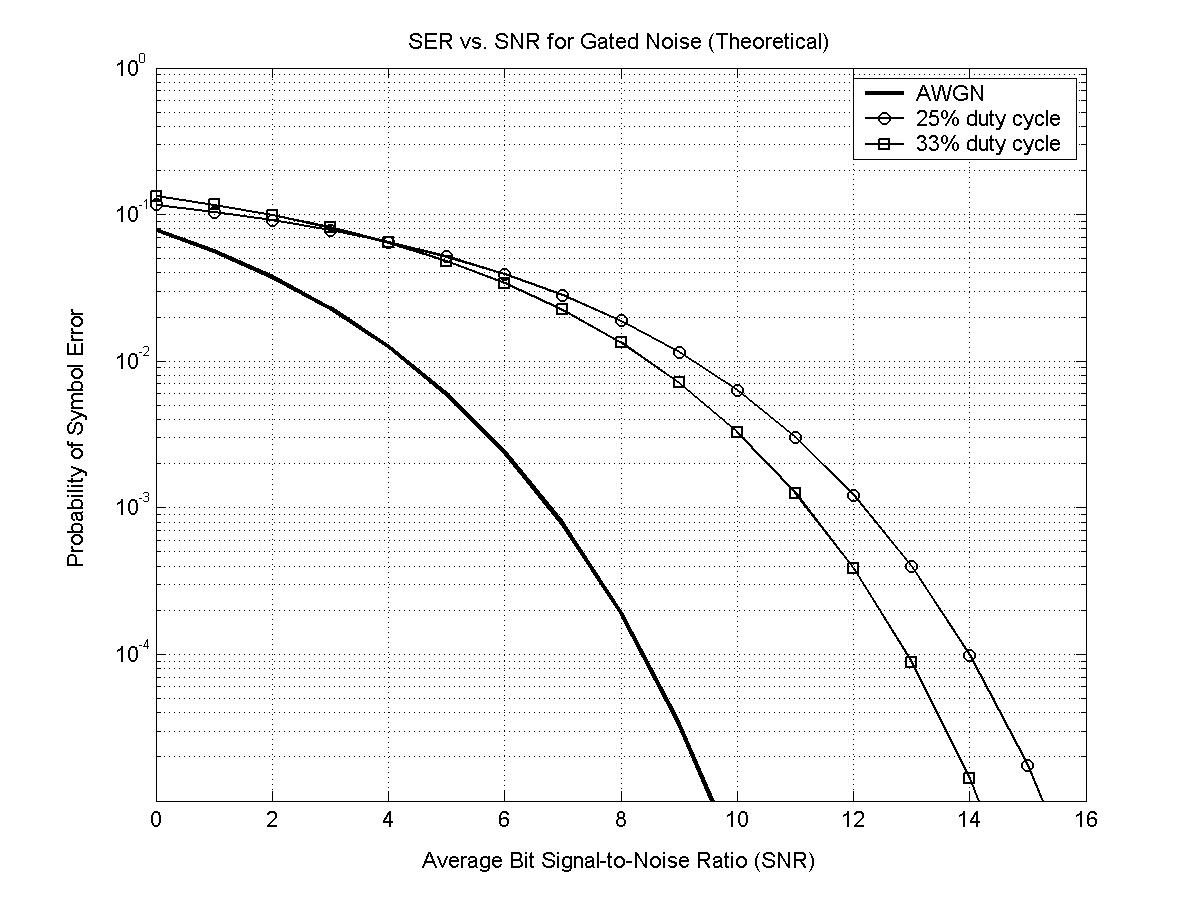 SER vs. SNR for Gated Noise (Theoretical)
10^0
AWGN
25% duty cycle
33% duty cycle
10^-1
10^-2
10^-3
10^-4
Probability of Symbol Error
0 2 4 6 8 10 12 14 16
Average Bit Signal-to-Noise Ratio (SNR)